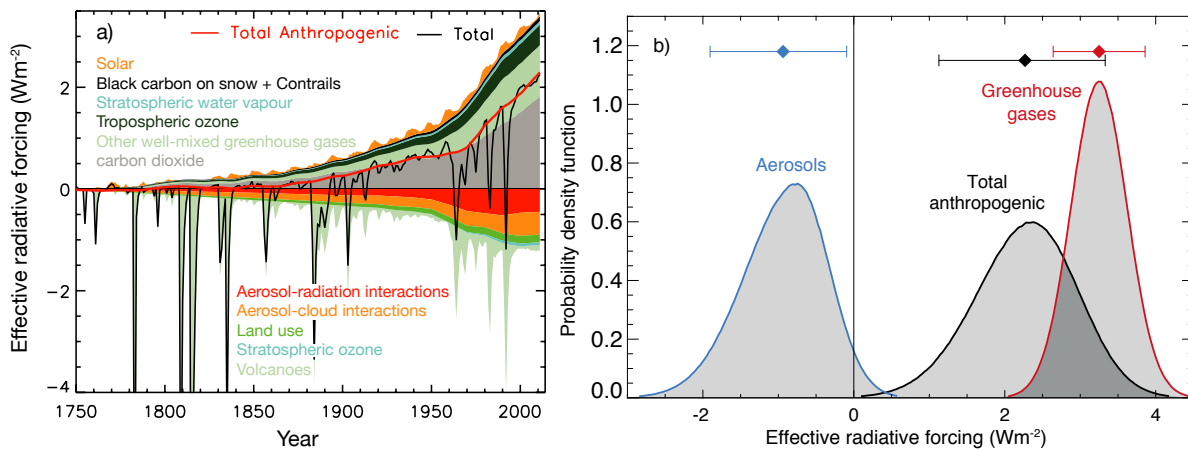 a)
Total Anthropogenic
Total
Solar
Black carbon on snow + Contrails
Stratospheric water vapour
Tropospheric ozone
Other well-mixed greenhouse gases
carbon dioxide
Aerosol-radiation interactions
Aerosol-cloud interactions
Land use
Stratospheric ozone
Volcanoes
Effective radiative forcing (Wm-2)
2
0
-2
-4
1750
1800
1850
1900
1950
2000
Year
b)
Greenhouse
gases
Aerosols
Total
anthropogenic
Probability density function
1.2
1.0
0.8
0.6
0.4
0.2
0.0
-2
0
2
4
Effective radiative forcing (Wm-2)